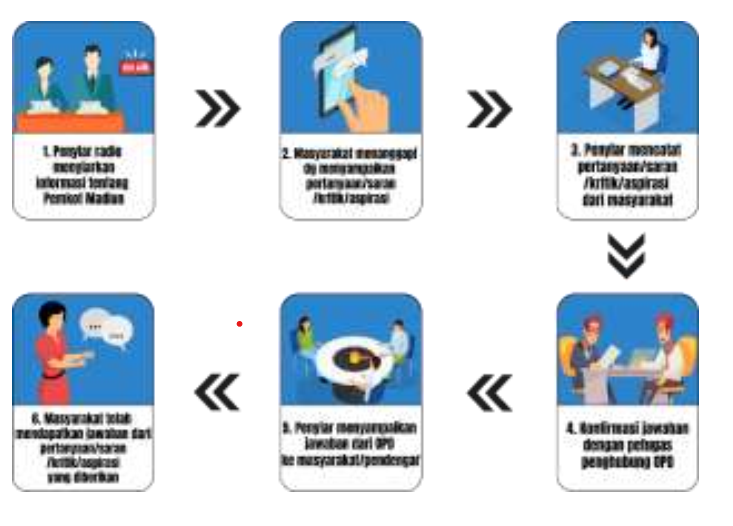 1. Penyiar radio
menyiarkan
informasi tentang
Pemkot Madiun
2. Masyarakat menanggapi
dg menyampaikan
pertanyaan/saran
/kritik/aspirasi
3. Penyiar mencatat
pertanyaan/saran
/kritik/aspirasi
dari masyarakat
4. Konfirmasi jawaban
dengan petugas
penghubung OPD
5. Penyiar menyampaikan
jawaban dari OPD
ke masyarakat/pendengar
6. Masyarakat telah
mendapatkan jawaban dari
pertanyaan/saran
/kritik/aspirasi
yang diberikan